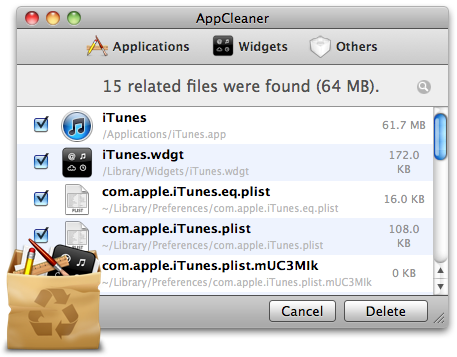 AppCleaner
Applications Widgets Others
15 related files were found (64 MB).
iTunes
/Applications/iTunes.app
61.7 MB
iTunes.wdgt
/Library/Widgets/iTunes.wdgt
172.0
KB
com.apple.iTunes.eq.plist
~/Library/Preferences/com.apple.iTunes.eq.plist
16.0 KB
PLIST
com.apple.iTunes.plist
~/Library/Preferences/com.apple.iTunes.plist
108.0
KB
com.apple.iTunes.plist.mUC3MIk
~/Library/Preferences/com.apple.iTunes.plist.mUC3MIk
0 KB
Cancel Delete